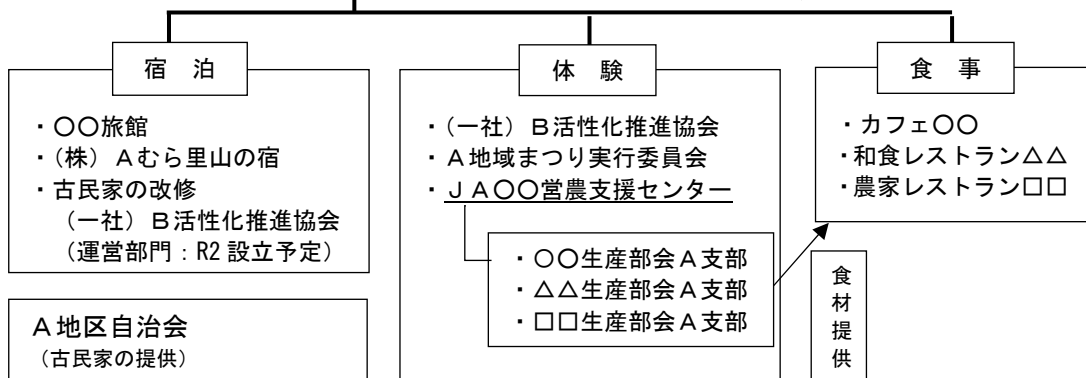 宿 泊
・〇〇旅館
・(株) Aむら里山の宿
・古民家の改修
(一社) B活性化推進協会
(運営部門：R2 設立予定)
A地区自治会
(古民家の提供)
体 験
・(一社) B活性化推進協会
・A地域まつり実行委員会
・JA〇〇営農支援センター
・〇〇生産部会A支部
・△△生産部会A支部
・□□生産部会A支部
食 事
・カフェ〇〇
・和食レストラン△△
・農家レストラン□□
食材提供